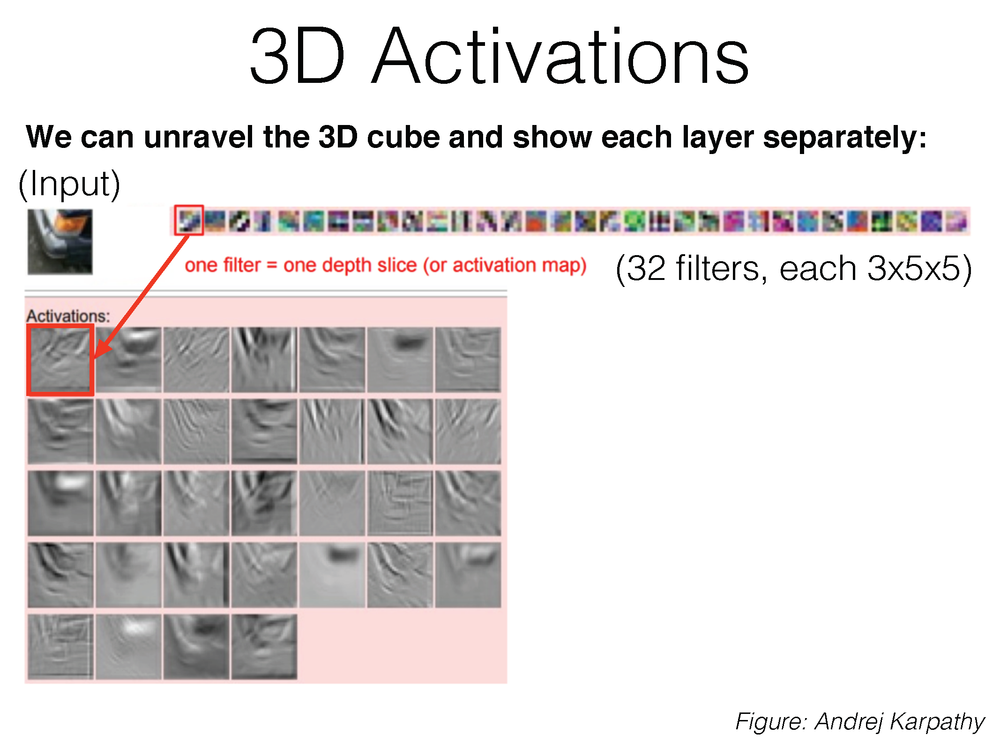 3D Activations
We can unravel the 3D cube and show each layer separately:
(Input)
one filter = one depth slice (or activation map)
(32 filters, each 3x5x5)
Activations:
Figure: Andrej Karpathy